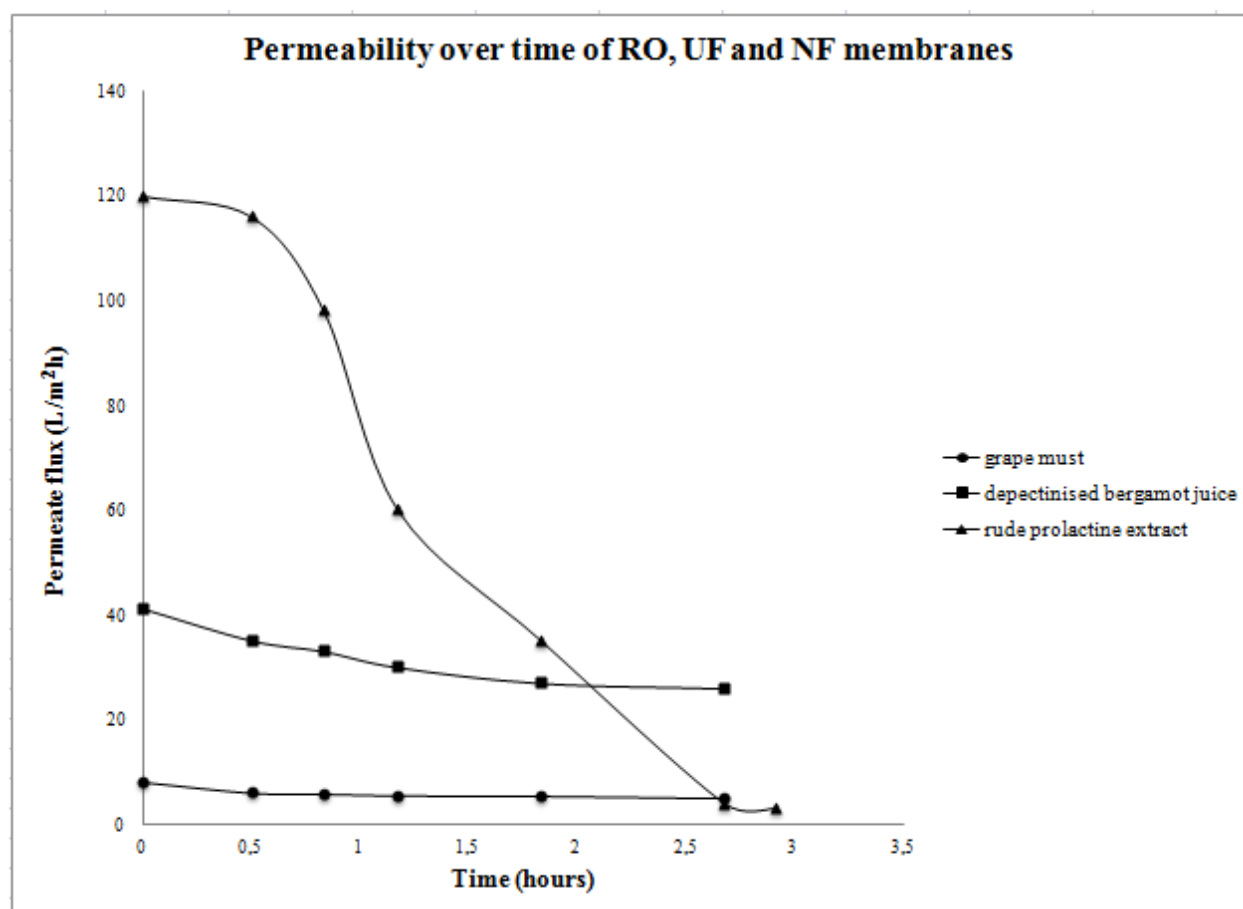 Permeability over time of RO, UF and NF membranes
Permeate flux (L/m²h)
140
120
100
80
60
40
20
0
0 0,5 1 1,5 2 2,5 3 3,5
Time (hours)
grape must
depectinised bergamot juice
rude prolactine extract